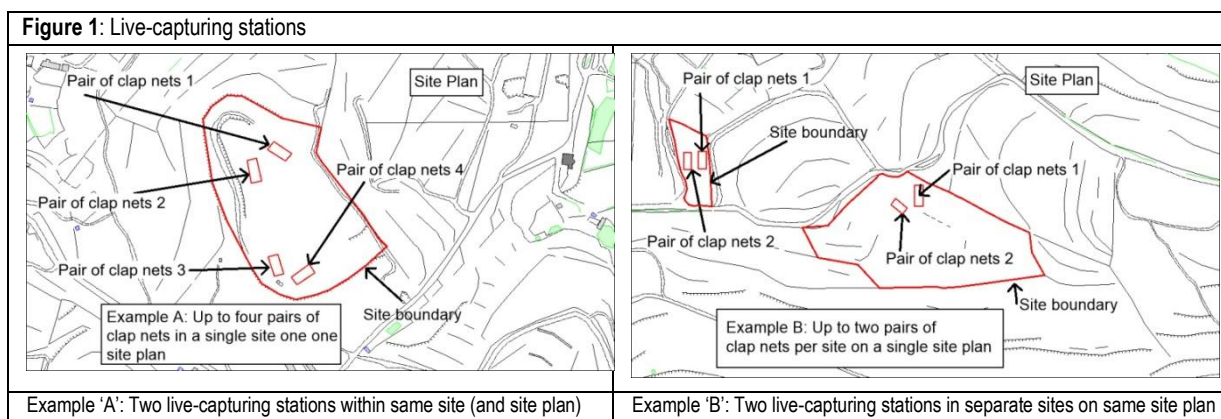 Figure 1: Live-capturing stations
Pair of clap nets 1
Site Plan
Pair of clap nets 4
Pair of clap nets 2
Pair of clap nets 3
Site boundary
Example A: Up to four pairs of
clap nets in a single site one one
site plan
Pair of clap nets 1
Site Plan
Site boundary
Pair of clap nets 1
Pair of clap nets 2
Pair of clap nets 2
Site boundary
Example B: Up to two pairs of
clap nets per site on a single site plan
Example ‘A’: Two live-capturing stations within same site (and site plan)
Example ‘B’: Two live-capturing stations in separate sites on same site plan